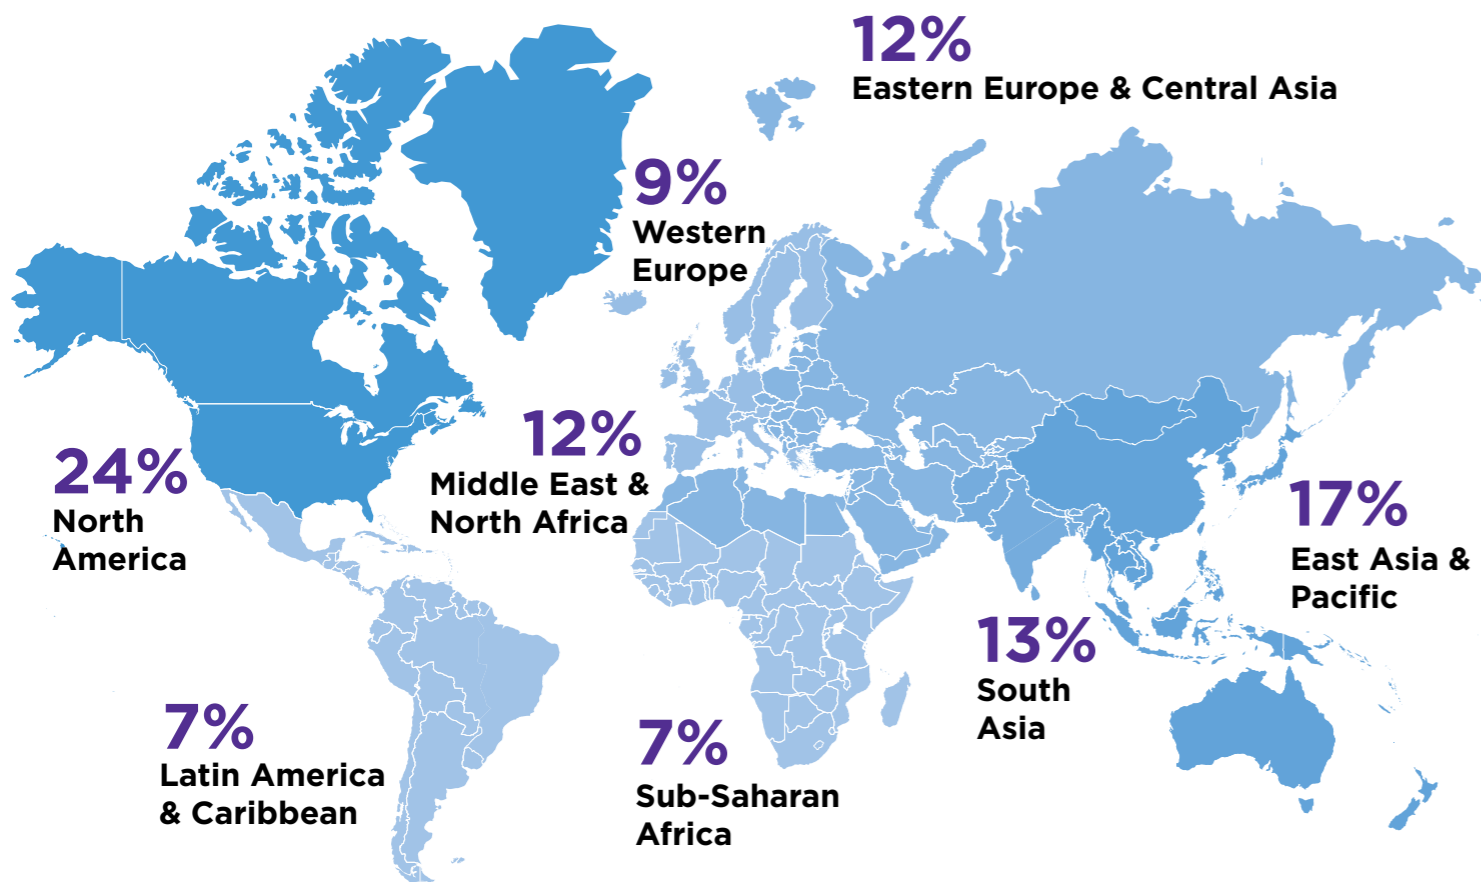 12%
Eastern Europe & Central Asia
9%
Western
Europe
12%
Middle East &
North Africa
24%
North
America
17%
East Asia &
Pacific
13%
South
Asia
7%
Latin America
& Caribbean
7%
Sub-Saharan
Africa